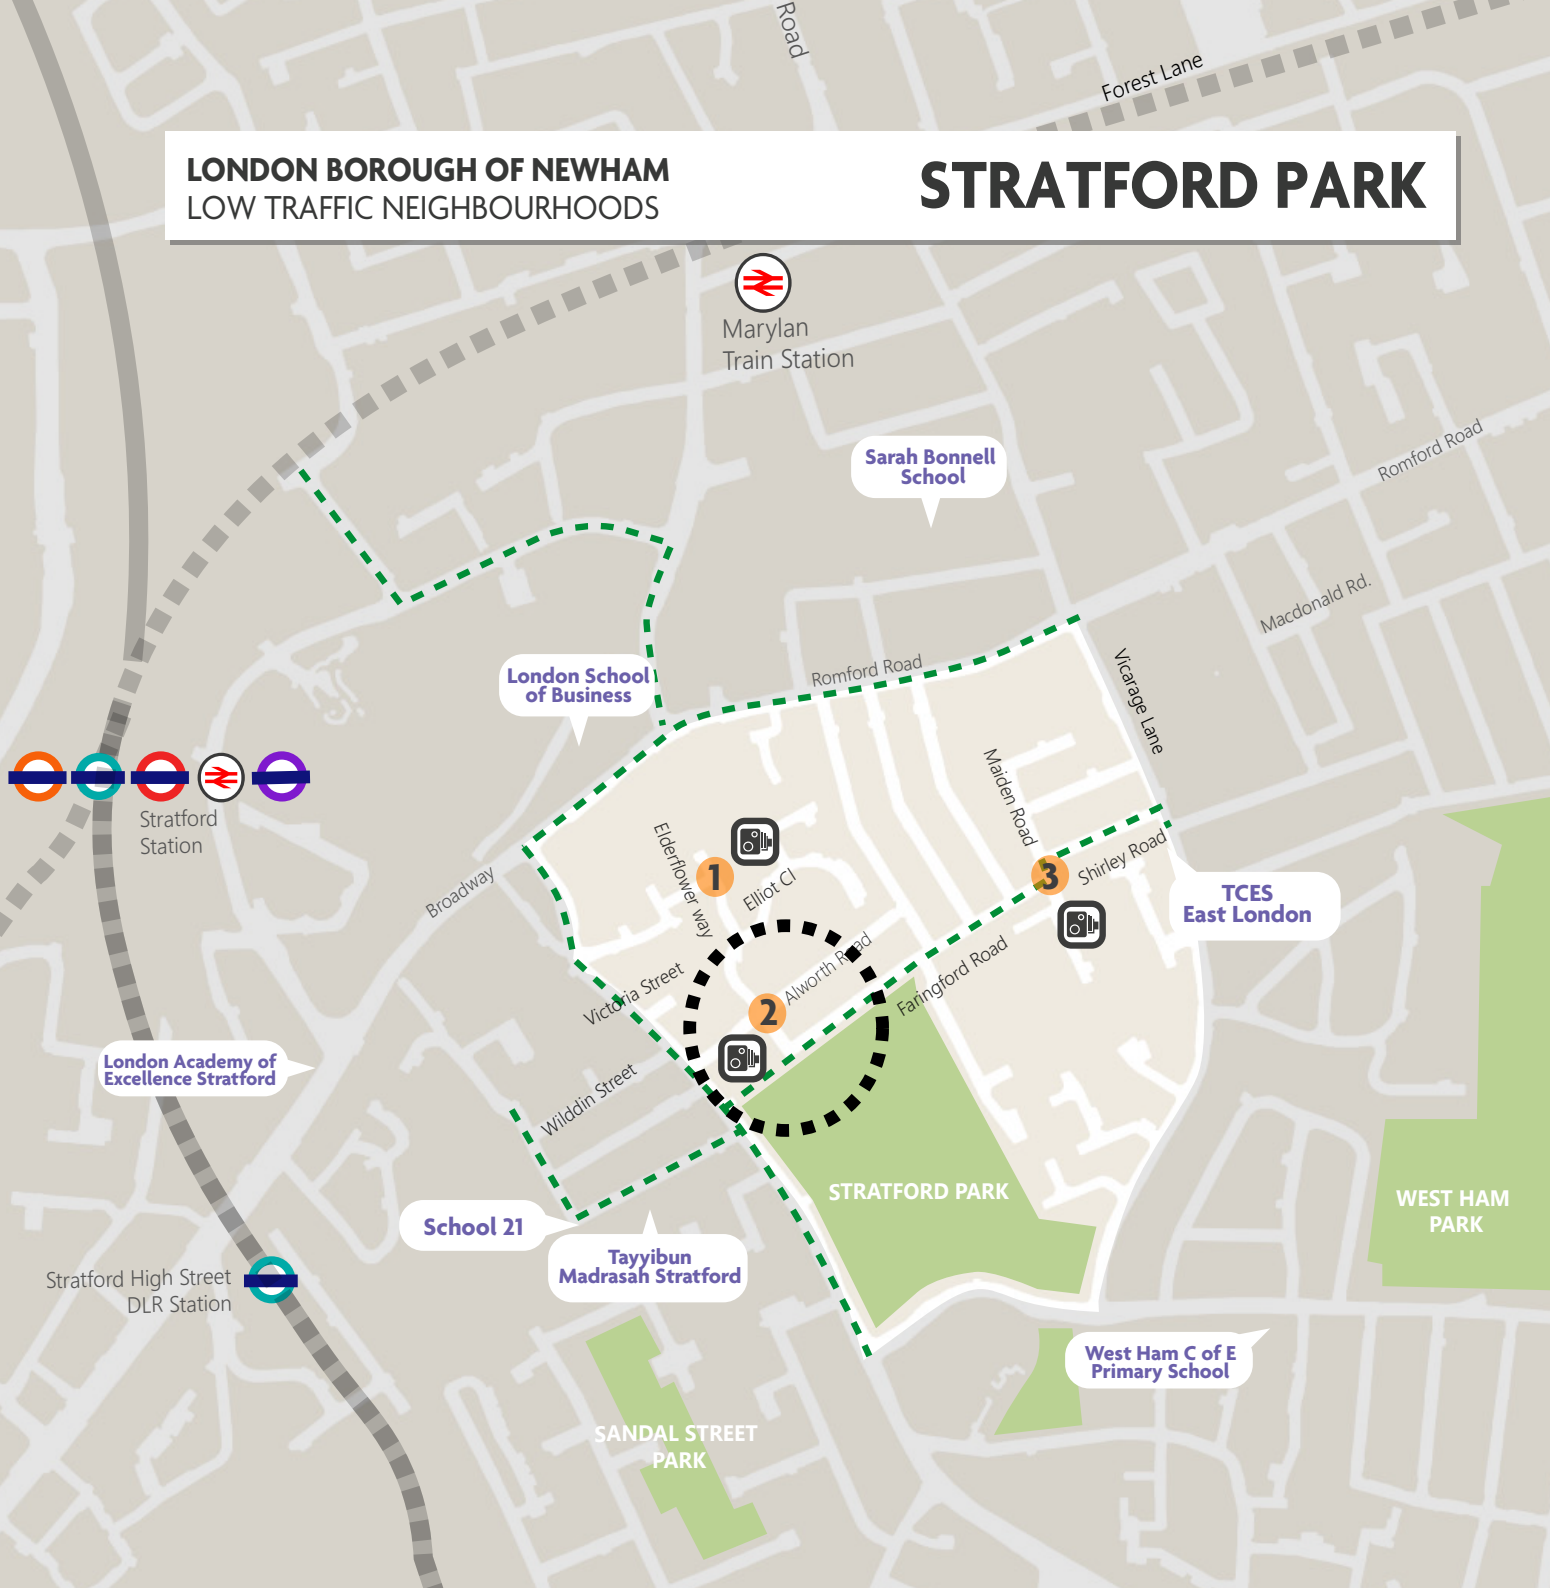 Road
Forest Lane
LONDON BOROUGH OF NEWHAM
LOW TRAFFIC NEIGHBOURHOODS
STRATFORD PARK
Marylan
Train Station
Romford Road
Sarah Bonnell
School
Macdonald Rd.
London School
of Business
Romford Road
Vicarage Lane
Stratford
Station
Maiden Road
Elderflower way
1
Elliot Cl
3
Shirley Road
Broadway
TCES
East London
Victoria Street
Alworth Road
Faringford Road
2
London Academy of
Excellence Stratford
Wilddin Street
STRATFORD PARK
WEST HAM
PARK
School 21
Tayyibun
Madrasah Stratford
Stratford High Street
DLR Station
West Ham C of E
Primary School
SANDAL STREET
PARK